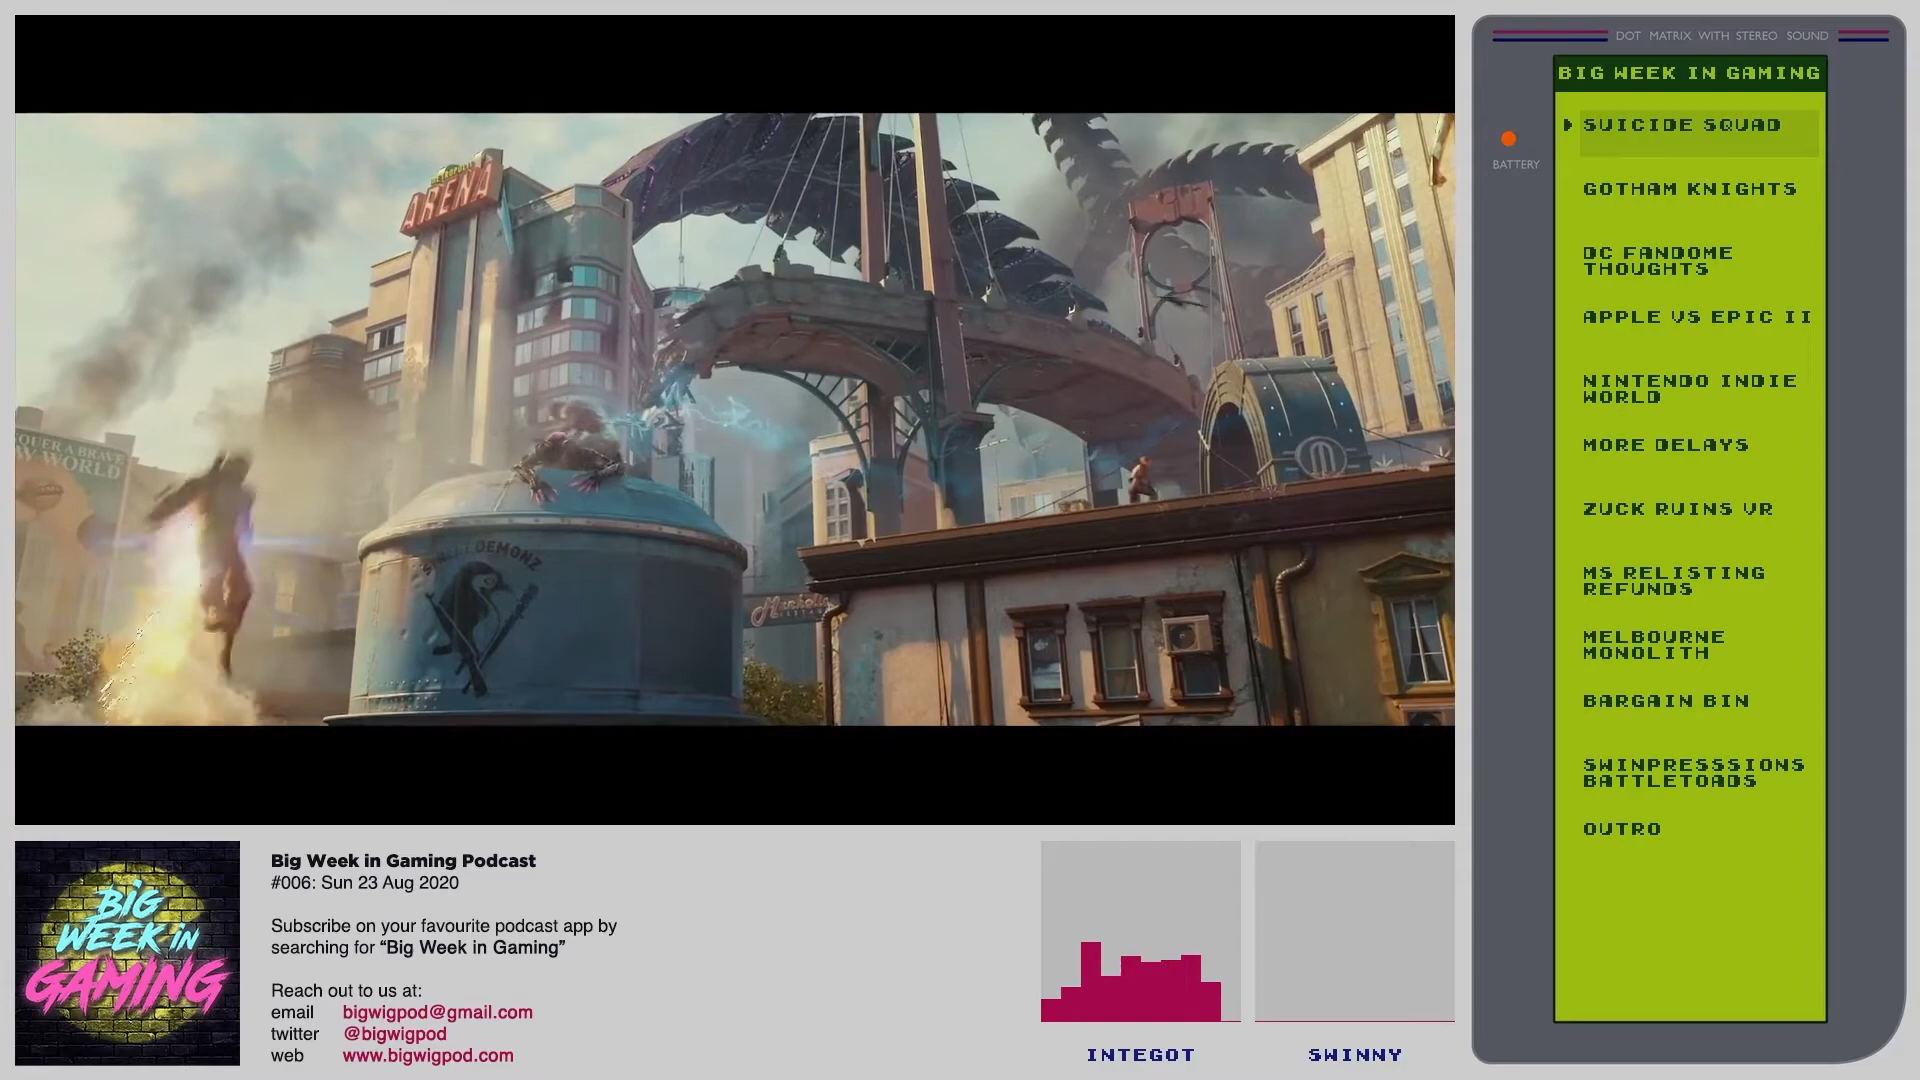 ARENA
QUER A BRAVE
W WORLD
DEMONZ
DOT MATRIX WITH STEREO SOUND
BATTERY
BIG WEEK IN GAMING
SUICIDE SQUAD
GOTHAM KNIGHTS
DC FANDOME
THOUGHTS
APPLE VS EPIC II
NINTENDO INDIE
WORLD
MORE DELAYS
ZUCK RUINS VR
MS RELISTING
REFUNDS
MELBOURNE
MONOLITH
BARGAIN BIN
SWINPRESSSIONS
BATTLETOADS
OUTRO
BIG
WEEK IN
GAMING
Big Week in Gaming Podcast
#006: Sun 23 Aug 2020
Subscribe on your favourite podcast app by
searching for “Big Week in Gaming”
Reach out to us at:
email bigwigpod@gmail.com
twitter @bigwigpod
web www.bigwigpod.com
INTEGOT
SWINNY